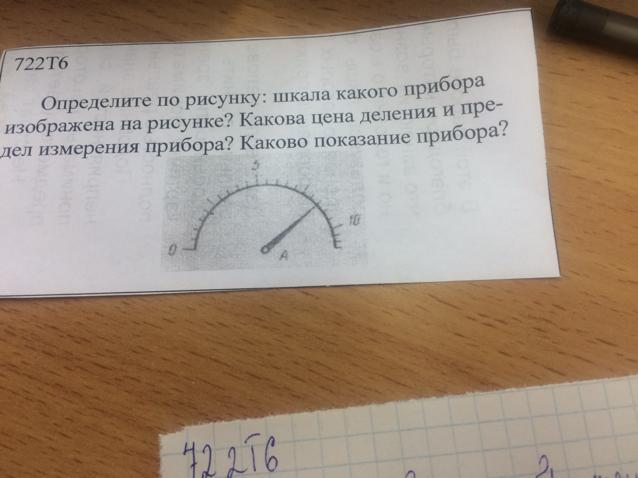 722Т6
Определите по рисунку: шкала какого прибора
изображена на рисунке? Какова цена деления и пре-
дел измерения прибора? Каково показание прибора?
5
0
10
А
722Т6